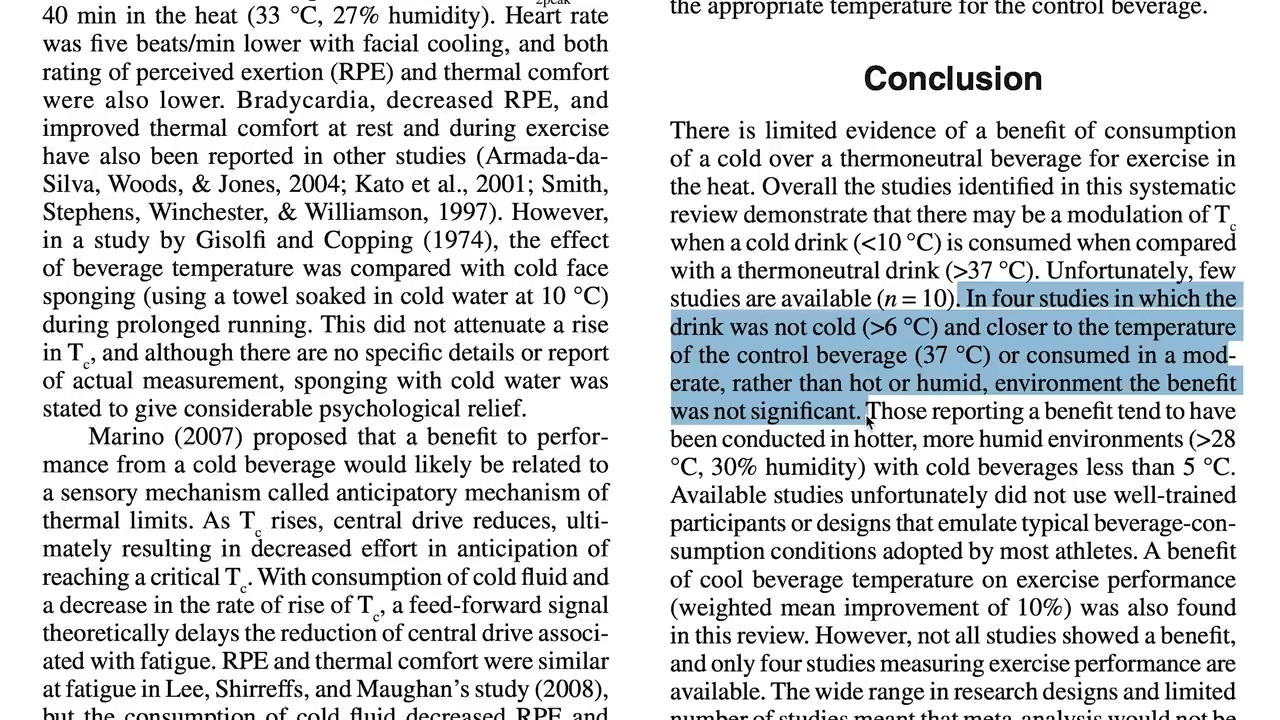 2peak
40 min in the heat (33 °C, 27% humidity). Heart rate
was five beats/min lower with facial cooling, and both
rating of perceived exertion (RPE) and thermal comfort
were also lower. Bradycardia, decreased RPE, and
improved thermal comfort at rest and during exercise
have also been reported in other studies (Armada-da-
Silva, Woods, & Jones, 2004; Kato et al., 2001; Smith,
Stephens, Winchester, & Williamson, 1997). However,
in a study by Gisolfi and Copping (1974), the effect
of beverage temperature was compared with cold face
sponging (using a towel soaked in cold water at 10 °C)
during prolonged running. This did not attenuate a rise
in Tc, and although there are no specific details or report
of actual measurement, sponging with cold water was
stated to give considerable psychological relief.
Marino (2007) proposed that a benefit to perfor-
mance from a cold beverage would likely be related to
a sensory mechanism called anticipatory mechanism of
thermal limits. As Tc rises, central drive reduces, ulti-
mately resulting in decreased effort in anticipation of
reaching a critical Tc. With consumption of cold fluid and
a decrease in the rate of rise of Tc, a feed-forward signal
theoretically delays the reduction of central drive associ-
ated with fatigue. RPE and thermal comfort were similar
at fatigue in Lee, Shirreffs, and Maughan's study (2008),
but the consumption of cold fluid decreased RPE and
the appropriate temperature for the control beverage.
Conclusion
There is limited evidence of a benefit of consumption
of a cold over a thermoneutral beverage for exercise in
the heat. Overall the studies identified in this systematic
review demonstrate that there may be a modulation of Tc
when a cold drink (<10 °C) is consumed when compared
with a thermoneutral drink (>37 °C). Unfortunately, few
studies are available (n = 10). In four studies in which the
drink was not cold (>6 °C) and closer to the temperature
of the control beverage (37 °C) or consumed in a mod-
erate, rather than hot or humid, environment the benefit
was not significant. Those reporting a benefit tend to have
been conducted in hotter, more humid environments (>28
°C, 30% humidity) with cold beverages less than 5 °C.
Available studies unfortunately did not use well-trained
participants or designs that emulate typical beverage-con-
sumption conditions adopted by most athletes. A benefit
of cool beverage temperature on exercise performance
(weighted mean improvement of 10%) was also found
in this review. However, not all studies showed a benefit,
and only four studies measuring exercise performance are
available. The wide range in research designs and limited
number of studies meant that meta-analysis would not be